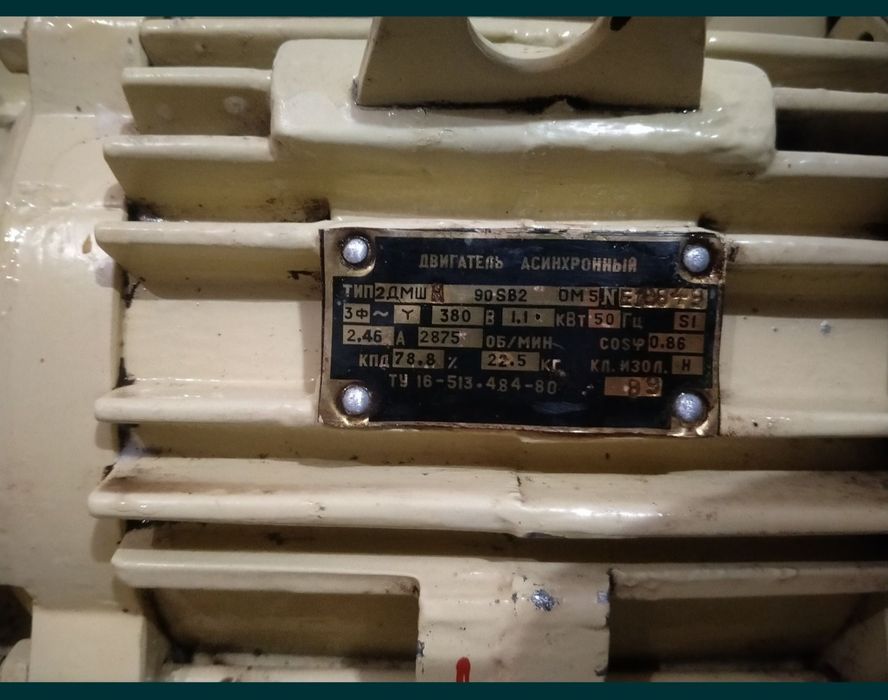 ДВИГАТЕЛЬ АСИНХРОННЫЙ
ТИП 2ДМШ 90SB2 ОМ5 N
3Ф ~ Y 380 В 1.1 КВТ 50 ГЦ S1
2.46 А 2875 ОБ/МИН COSφ 0.86
КПД 78.8 % 22.5 КГ КЛ. ИЗОЛ. H
ТУ 16-513.484-80 89